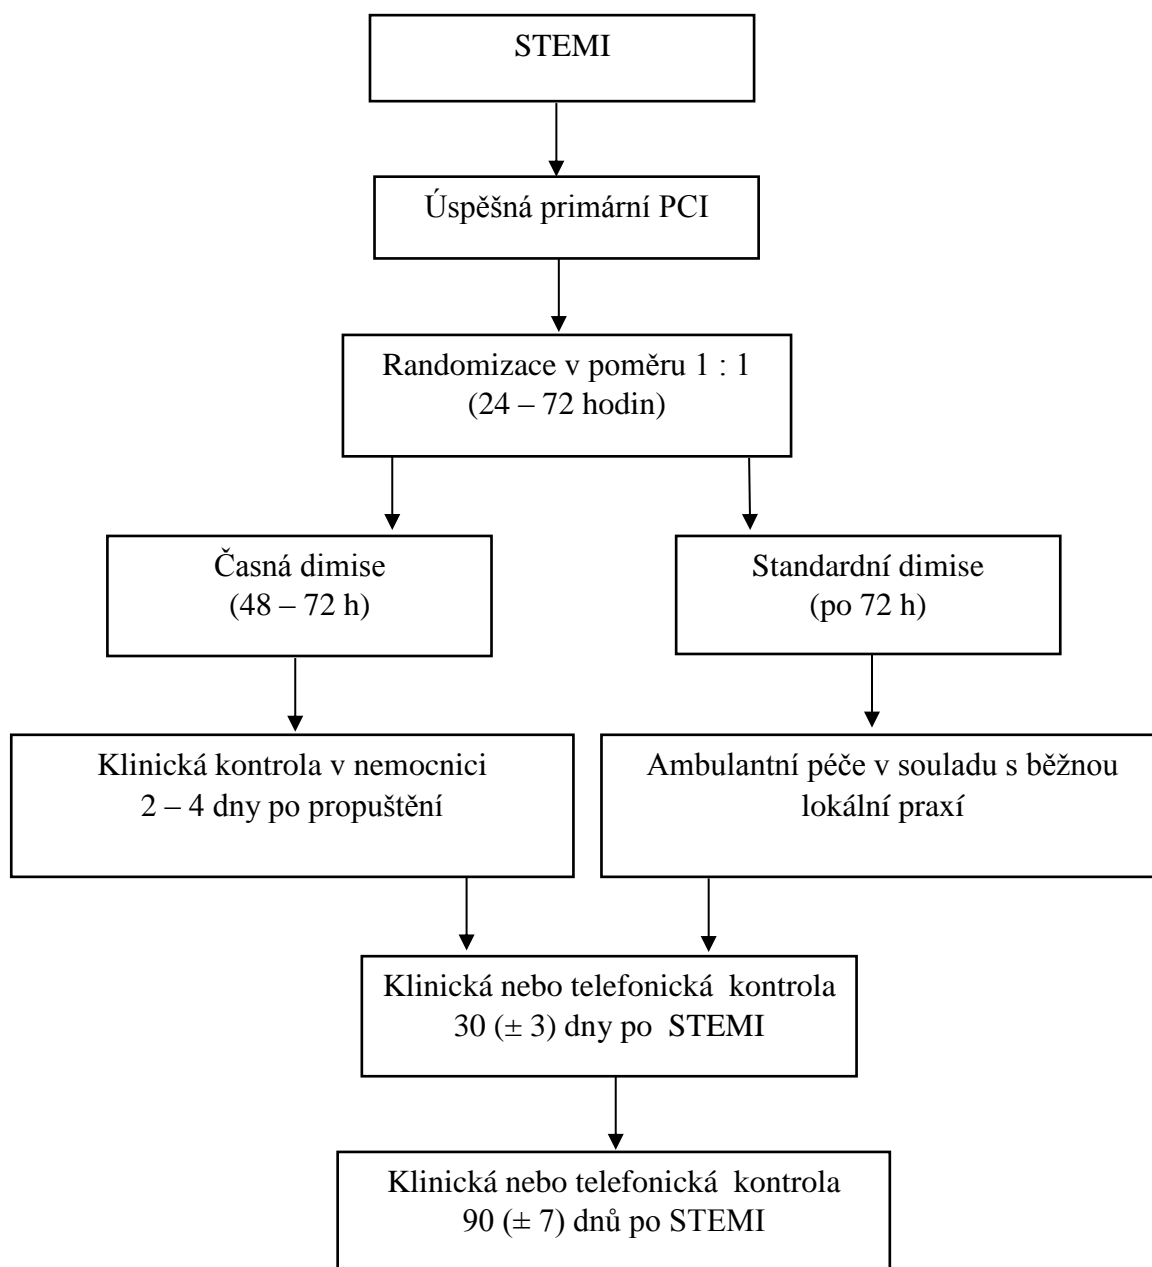 STEMI
Úspěšná primární PCI
Randomizace v poměru 1 : 1
(24 – 72 hodin)
Časná dimise
(48 – 72 h)
Standardní dimise
(po 72 h)
Klinická kontrola v nemocnici
2 – 4 dny po propuštění
Ambulantní péče v souladu s běžnou
lokální praxí
Klinická nebo telefonická kontrola
30 (± 3) dny po STEMI
Klinická nebo telefonická kontrola
90 (± 7) dnů po STEMI